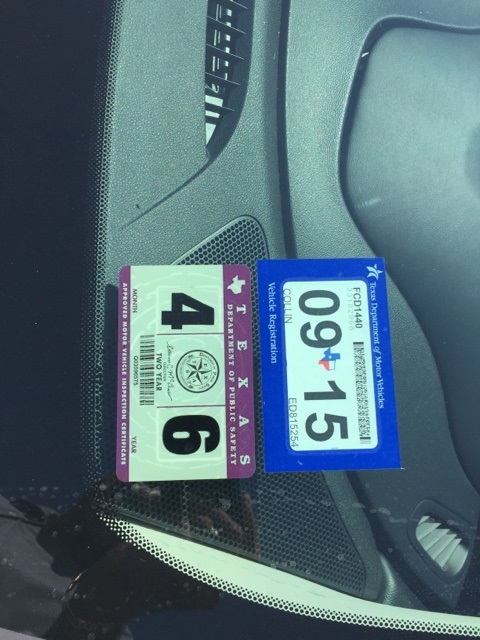 TEXAS
DEPARTMENT OF PUBLIC SAFETY
4 6
TWO YEAR
MONTH YEAR
APPROVED MOTOR VEHICLE INSPECTION CERTIFICATE
Texas Department of Motor Vehicles
FCD1440
09 15
COLLIN ED815254
Vehicle Registration